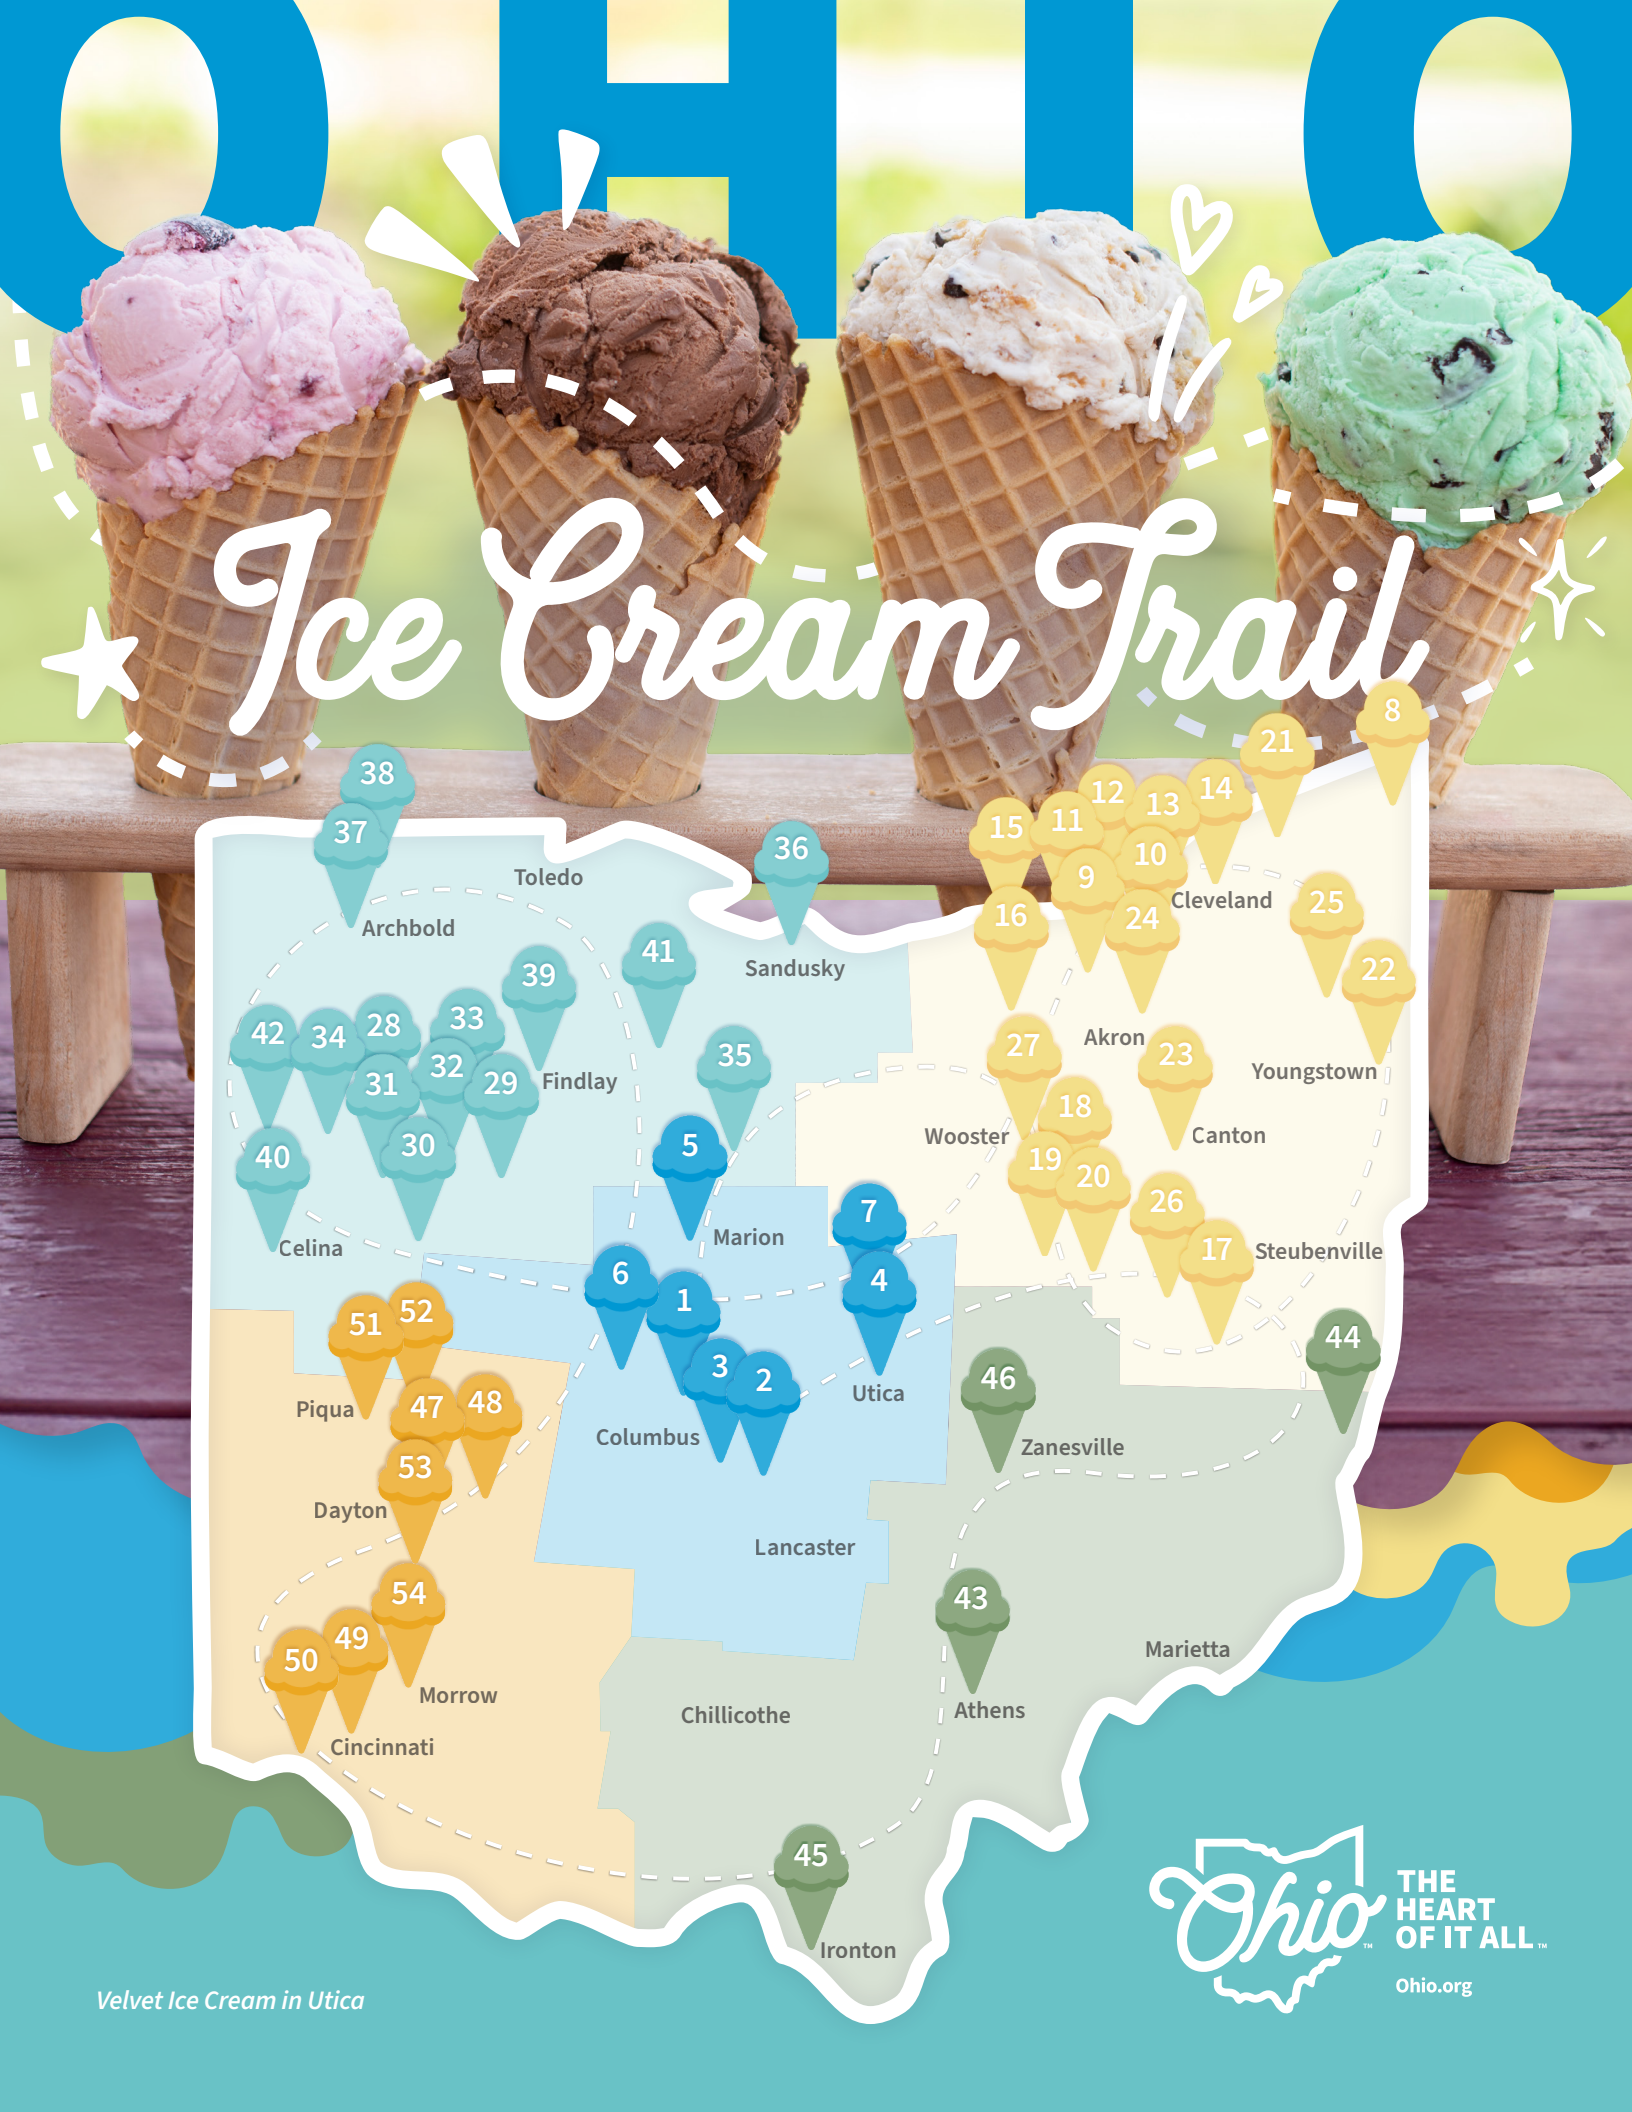 OHIO
Ice Cream Trail
8
21
38
12
14
13
37
15
11
36
10
9
Toledo
Cleveland
25
16
24
Archbold
41
22
Sandusky
39
42
34
28
33
27
Akron
23
35
32
31
29
Findlay
Youngstown
18
Wooster
Canton
5
30
40
19
20
26
7
Marion
Celina
17
Steubenville
6
4
1
52
51
44
3
2
46
Utica
Piqua
47
48
Columbus
Zanesville
53
Dayton
Lancaster
54
43
49
50
Marietta
Morrow
Chillicothe
Athens
Cincinnati
45
Ironton
Ohio™
THE
HEART
OF IT ALL™
Ohio.org
Velvet Ice Cream in Utica